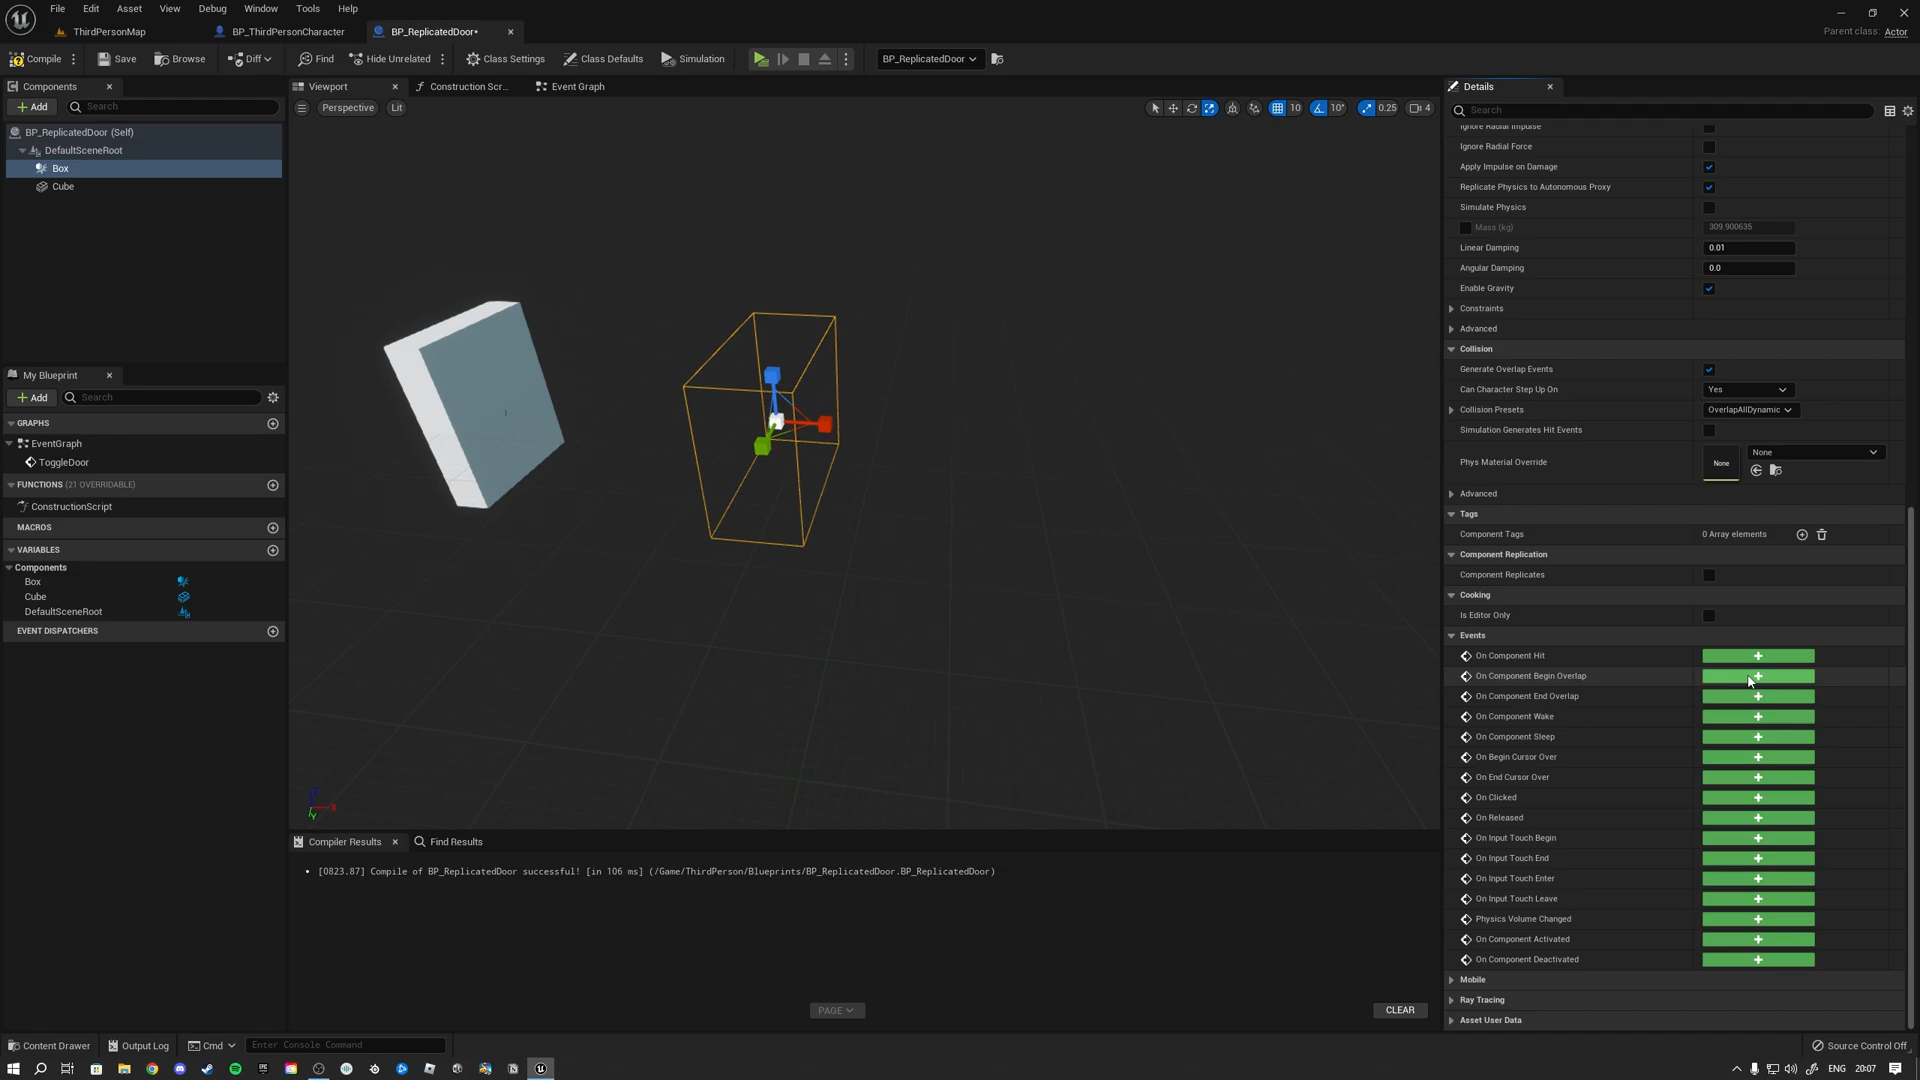 File Edit Asset View Debug Window Tools Help
ThirdPersonMap BP_ThirdPersonCharacter BP_ReplicatedDoor•
Parent class: Actor
Compile Save Browse Diff Find Hide Unrelated Class Settings Class Defaults Simulation BP_ReplicatedDoor
Components
Add Search
BP_ReplicatedDoor (Self)
DefaultSceneRoot
Box
Cube
My Blueprint
Add Search
GRAPHS
EventGraph
ToggleDoor
FUNCTIONS (21 OVERRIDABLE)
ConstructionScript
MACROS
VARIABLES
Components
Box
Cube
DefaultSceneRoot
EVENT DISPATCHERS
Viewport Construction Scr... Event Graph
Perspective Lit 10 10° 0.25 4
Compiler Results Find Results
• [0823.87] Compile of BP_ReplicatedDoor successful! [in 106 ms] (/Game/ThirdPerson/Blueprints/BP_ReplicatedDoor.BP_ReplicatedDoor)
PAGE CLEAR
Details
Search
Ignore Radial Impulse
Ignore Radial Force
Apply Impulse on Damage
Replicate Physics to Autonomous Proxy
Simulate Physics
Mass (kg) 309.900635
Linear Damping 0.01
Angular Damping 0.0
Enable Gravity
Constraints
Advanced
Collision
Generate Overlap Events
Can Character Step Up On Yes
Collision Presets OverlapAllDynamic
Simulation Generates Hit Events
Phys Material Override None None
Advanced
Tags
Component Tags 0 Array elements
Component Replication
Component Replicates
Cooking
Is Editor Only
Events
On Component Hit
On Component Begin Overlap
On Component End Overlap
On Component Wake
On Component Sleep
On Begin Cursor Over
On End Cursor Over
On Clicked
On Released
On Input Touch Begin
On Input Touch End
On Input Touch Enter
On Input Touch Leave
Physics Volume Changed
On Component Activated
On Component Deactivated
Mobile
Ray Tracing
Asset User Data
Content Drawer Output Log Cmd Enter Console Command Source Control Off
ENG 20:07